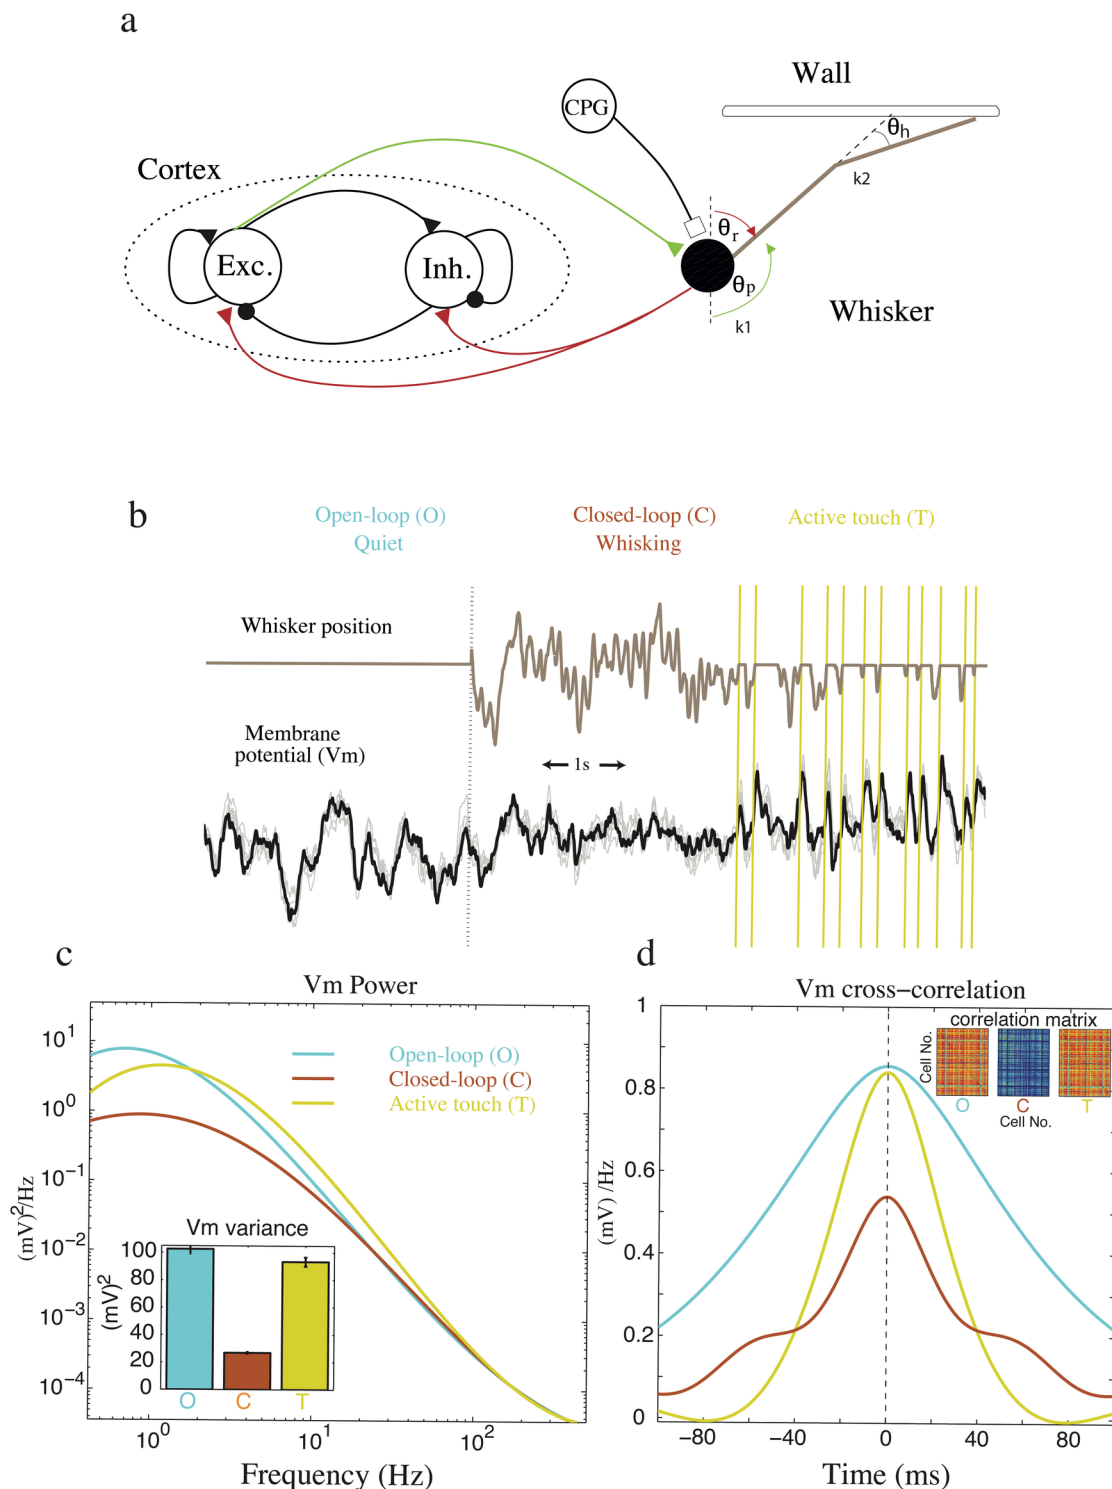 a
Wall
CPG
θh
Cortex
k2
θr
Exc.
Inh.
θp
Whisker
k1
b
Open-loop (O)
Closed-loop (C)
Active touch (T)
Quiet
Whisking
Whisker position
Membrane
potential (Vm)
1s
c
Vm Power
10^1
10^0
10^-1
10^-2
10^-3
10^-4
(mV)^2/Hz
Open-loop (O)
Closed-loop (C)
Active touch (T)
Vm variance
100
80
60
40
20
0
(mV)^2
O
C
T
10^0
10^1
10^2
Frequency (Hz)
d
Vm cross-correlation
correlation matrix
Cell No.
O
C
T
Cell No.
1
0.8
0.6
0.4
0.2
0
(mV) /Hz
-80
-40
0
40
80
Time (ms)